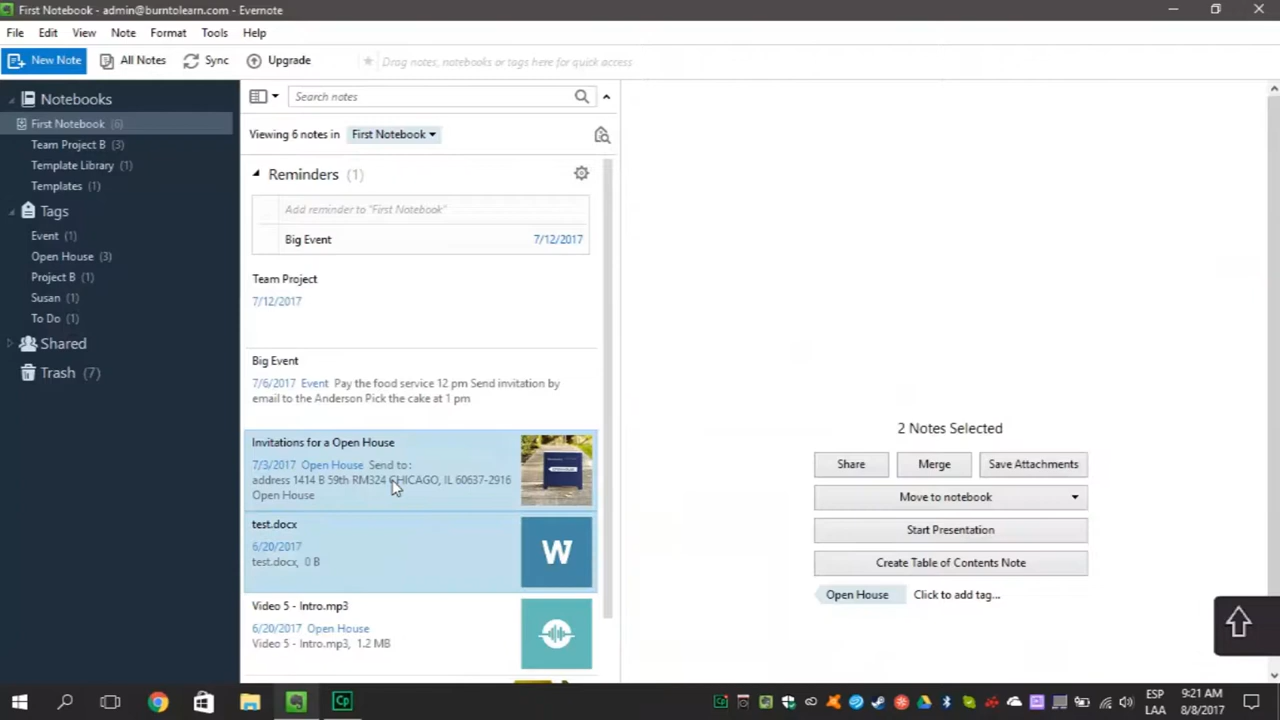 First Notebook - admin@burntolearn.com - Evernote
File Edit View Note Format Tools Help
New Note All Notes Sync Upgrade Drag notes, notebooks or tags here for quick access
Notebooks
First Notebook (6)
Team Project B (3)
Template Library (1)
Templates (1)
Tags
Event (1)
Open House (3)
Project B (1)
Susan (1)
To Do (1)
Shared
Trash (7)
Search notes
Viewing 6 notes in First Notebook
Reminders (1)
Add reminder to "First Notebook"
Big Event 7/12/2017
Team Project
7/12/2017
Big Event
7/6/2017 Event Pay the food service 12 pm Send invitation by
email to the Anderson Pick the cake at 1 pm
Invitations for a Open House
7/3/2017 Open House Send to:
address 1414 B 59th RM324 CHICAGO, IL 60637-2916
Open House
test.docx
6/20/2017
test.docx, 0 B
W
Video 5 - Intro.mp3
6/20/2017 Open House
Video 5 - Intro.mp3, 1.2 MB
2 Notes Selected
Share Merge Save Attachments
Move to notebook
Start Presentation
Create Table of Contents Note
Open House Click to add tag...
Cp
Cp
ESP
LAA
9:21 AM
8/8/2017